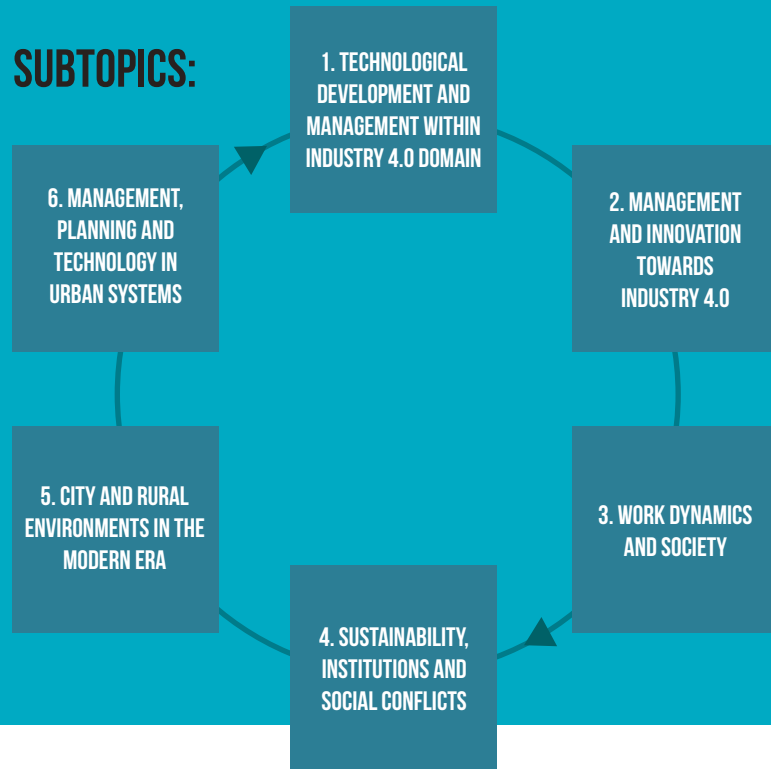 SUBTOPICS:
1. TECHNOLOGICAL
DEVELOPMENT AND
MANAGEMENT WITHIN
INDUSTRY 4.0 DOMAIN
2. MANAGEMENT
AND INNOVATION
TOWARDS
INDUSTRY 4.0
3. WORK DYNAMICS
AND SOCIETY
4. SUSTAINABILITY,
INSTITUTIONS AND
SOCIAL CONFLICTS
5. CITY AND RURAL
ENVIRONMENTS IN THE
MODERN ERA
6. MANAGEMENT,
PLANNING AND
TECHNOLOGY IN
URBAN SYSTEMS